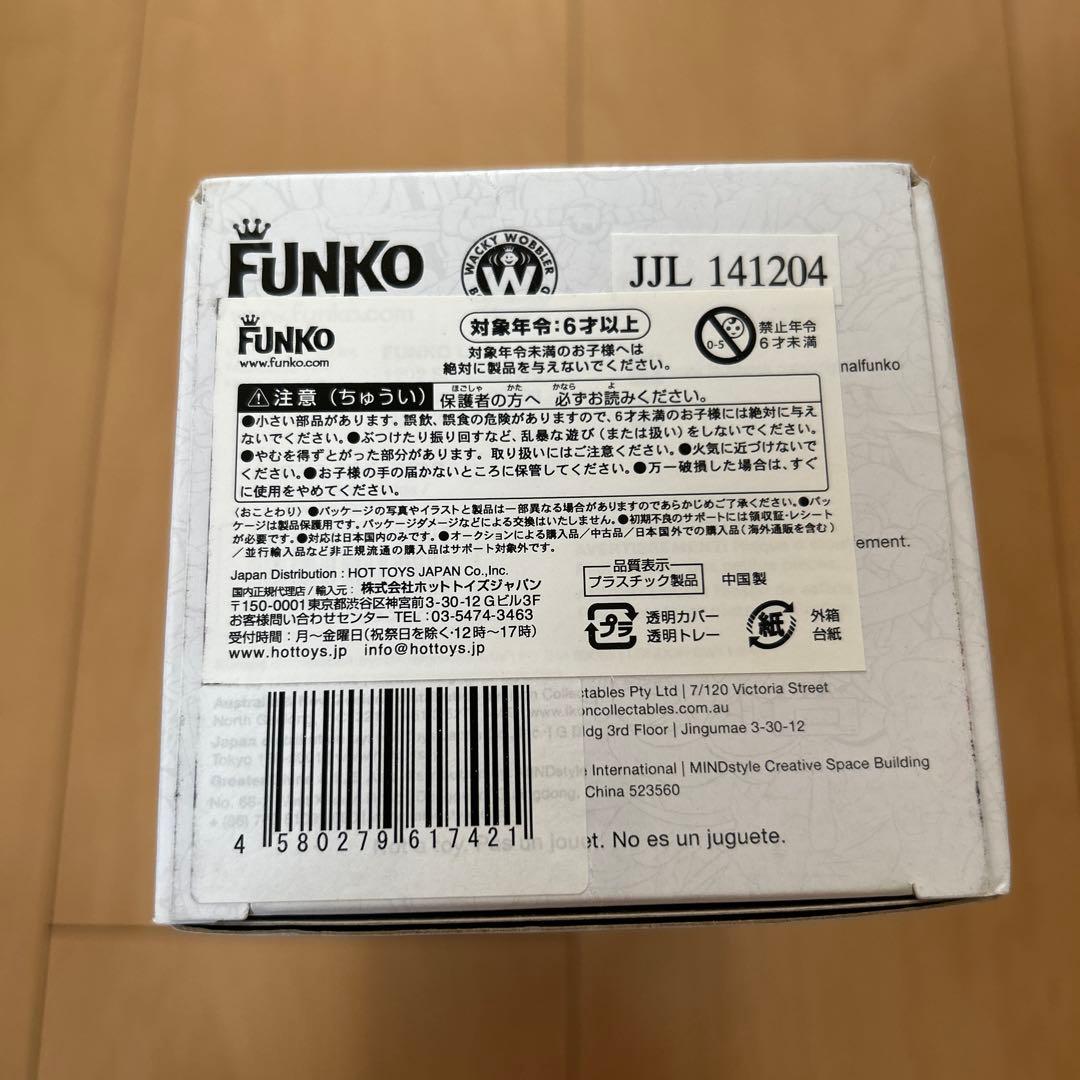 FUNKO
WACKY WOBBLER
W
JJL 141204
FUNKO
www.funko.com
対象年令:6才以上
対象年令未満のお子様へは
絶対に製品を与えないでください。
0-5
禁止年令
6才未満
nalfunko
⚠注意(ちゅうい)
保護者の方へ 必ずお読みください。
ほごしゃ かた かなら よ
●小さい部品があります。誤飲、誤食の危険がありますので、6才未満のお子様には絶対に与え
ないでください。●ぶつけたり振り回すなど、乱暴な遊び(または扱い)をしないでください。
●やむを得ずとがった部分があります。取り扱いにはご注意ください。●火気に近づけないで
ください。●お子様の手の届かないところに保管してください。●万一破損した場合は、すぐ
に使用をやめてください。
(おことわり)●パッケージの写真やイラストと製品は一部異なる場合がありますのであらかじめご了承ください。●パッ
ケージは製品保護用です。パッケージダメージなどによる交換はいたしません。●初期不良のサポートには領収証・レシート
が必要です。●対応は日本国内のみです。●オークションによる購入品/中古品/日本国外での購入品(海外通販を含む)
/並行輸入品など非正規流通の購入品はサポート対象外です。
ement.
Japan Distribution : HOT TOYS JAPAN Co.,Inc.
国内正規代理店/輸入元:株式会社ホットトイズジャパン
〒150-0001東京都渋谷区神宮前3-30-12 Gビル3F
お客様問い合わせセンター TEL:03-5474-3463
受付時間:月〜金曜日(祝祭日を除く・12時〜17時)
www.hottoys.jp info@hottoys.jp
品質表示
プラスチック製品
中国製
プラ
透明カバー
透明トレー
紙
外箱
台紙
Collectables Pty Ltd | 7/120 Victoria Street
www.ikoncollectables.com.au
G Bldg 3rd Floor | Jingumae 3-30-12
MINDstyle International | MINDstyle Creative Space Building
China 523560
4 580279 617421
Not a toy. Pas un jouet. No es un juguete.